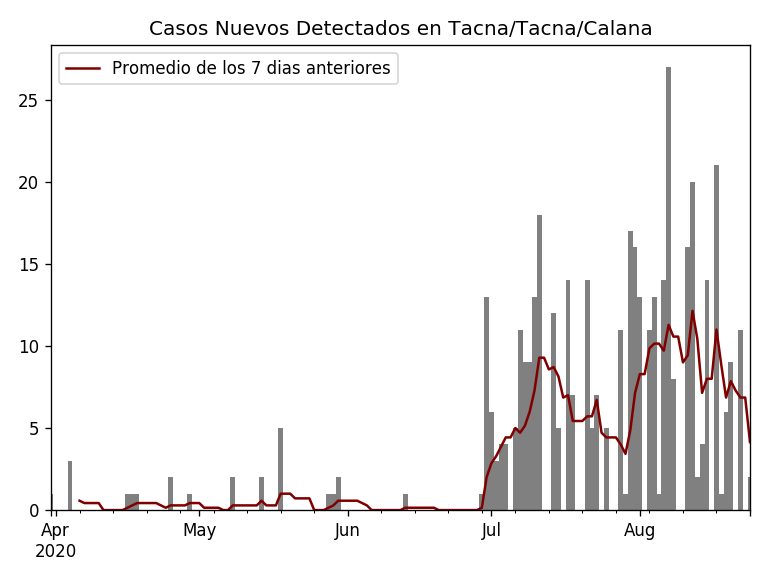 Casos Nuevos Detectados en Tacna/Tacna/Calana
Promedio de los 7 dias anteriores
25
20
15
10
5
0
Apr May Jun Jul Aug
2020